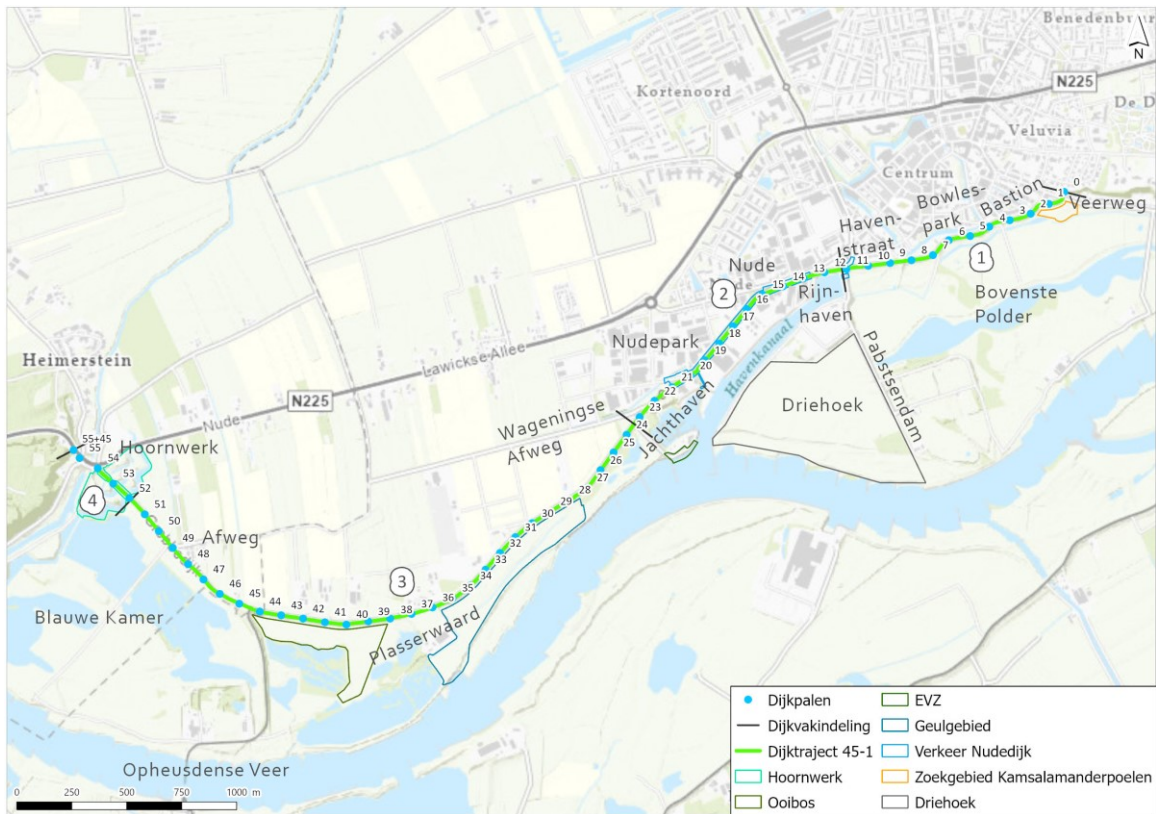 Benedenbuur
N
Kortenoord
N225
De D
Veluvia
Centrum
0
1
Veerweg
2
3
Bastion
4
5
Bowles-
park
6
7
1
Haven-
straat
8
9
10
11
12
13
Nude
14
15
16
2
Rijn-
haven
Bovenste
Polder
17
18
19
20
Nudepark
Havenkanaal
Pabstsendam
Driehoek
Heimerstein
Lawickse Allee
N225
Nude
21
22
23
24
Jachthaven
Wageningse
Afweg
25
26
27
28
29
30
31
32
33
34
35
36
37
38
39
40
41
42
43
44
45
46
47
48
49
50
51
52
53
54
55
55+45
Hoornwerk
4
Afweg
3
Plasserwaard
Blauwe Kamer
Opheusdense Veer
0 250 500 750 1000 m
Dijkpalen
Dijkvakindeling
Dijktraject 45-1
Hoornwerk
Ooibos
EVZ
Geulgebied
Verkeer Nudedijk
Zoekgebied Kamsalamanderpoelen
Driehoek